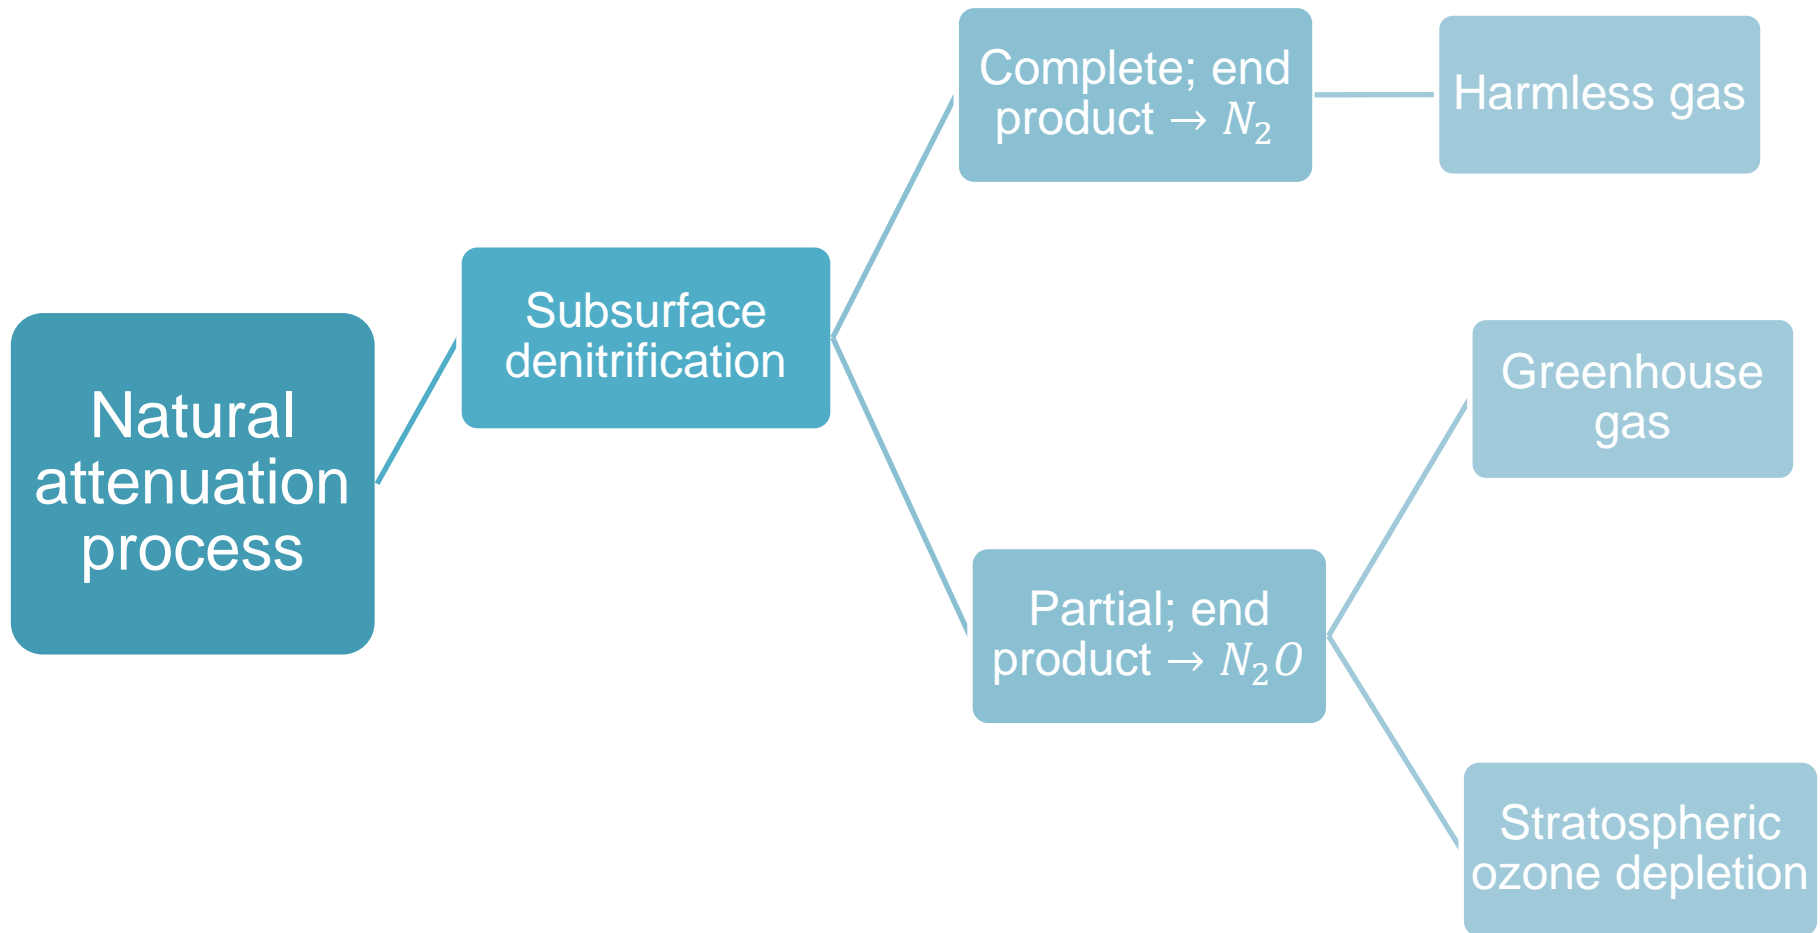 Natural
attenuation
process
Subsurface
denitrification
Complete; end
product → N₂
Harmless gas
Partial; end
product → N₂O
Greenhouse
gas
Stratospheric
ozone depletion